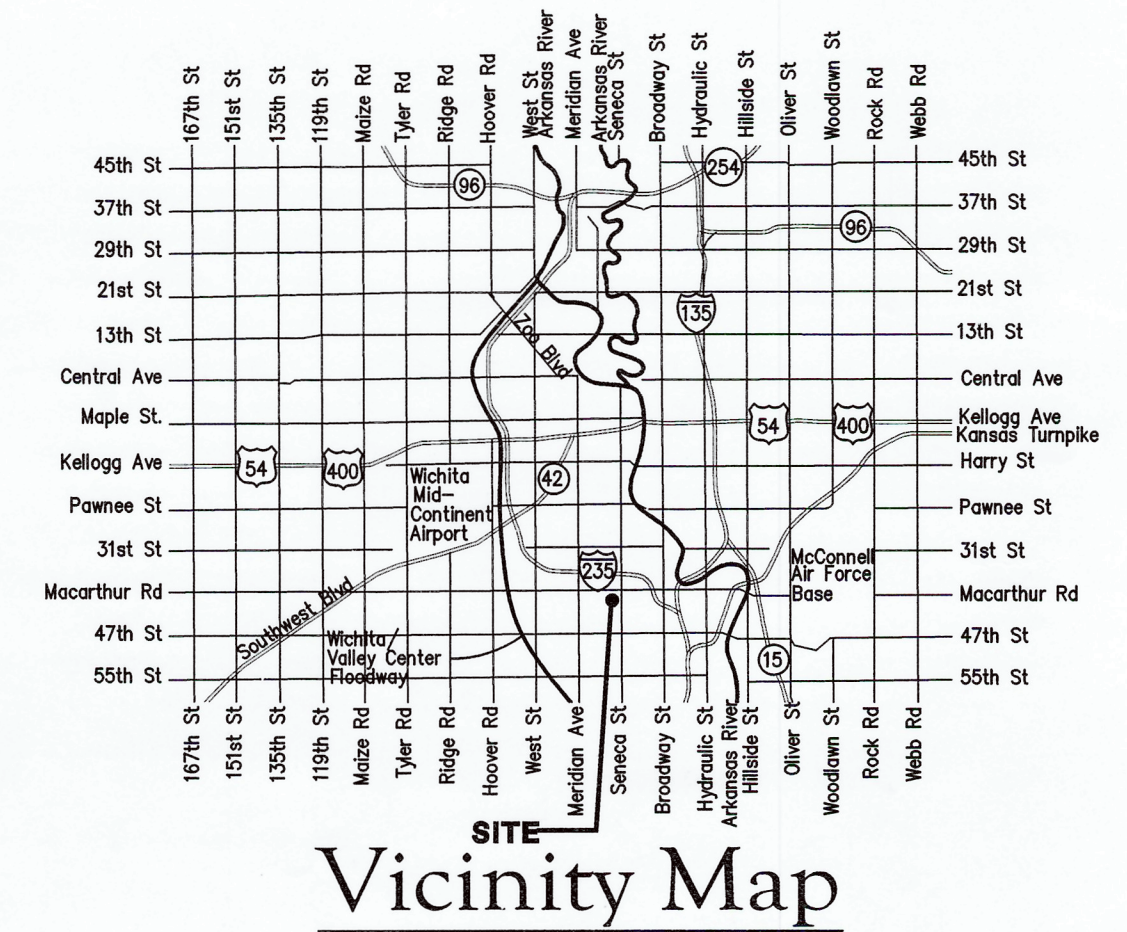 167th St
151st St
135th St
119th St
Maize Rd
Tyler Rd
Ridge Rd
Hoover Rd
West St
Arkansas River
Meridian Ave
Arkansas River
Seneca St
Broadway St
Hydraulic St
Hillside St
Oliver St
Woodlawn St
Rock Rd
Webb Rd
45th St
254
45th St
96
37th St
37th St
96
29th St
29th St
21st St
21st St
135
13th St
Zoo Blvd
13th St
Central Ave
Central Ave
Maple St.
54
400
Kellogg Ave
Kansas Turnpike
Kellogg Ave
54
400
Harry St
Wichita
Mid-
Continent
Airport
42
Pawnee St
Pawnee St
31st St
31st St
235
McConnell
Air Force
Base
Macarthur Rd
Macarthur Rd
Southwest Blvd
47th St
Wichita/
Valley Center
Floodway
47th St
15
55th St
55th St
167th St
151st St
135th St
119th St
Maize Rd
Tyler Rd
Ridge Rd
Hoover Rd
West St
Meridian Ave
Seneca St
Broadway St
Hydraulic St
Arkansas River
Hillside St
Oliver St
Woodlawn St
Rock Rd
Webb Rd
SITE
Vicinity Map